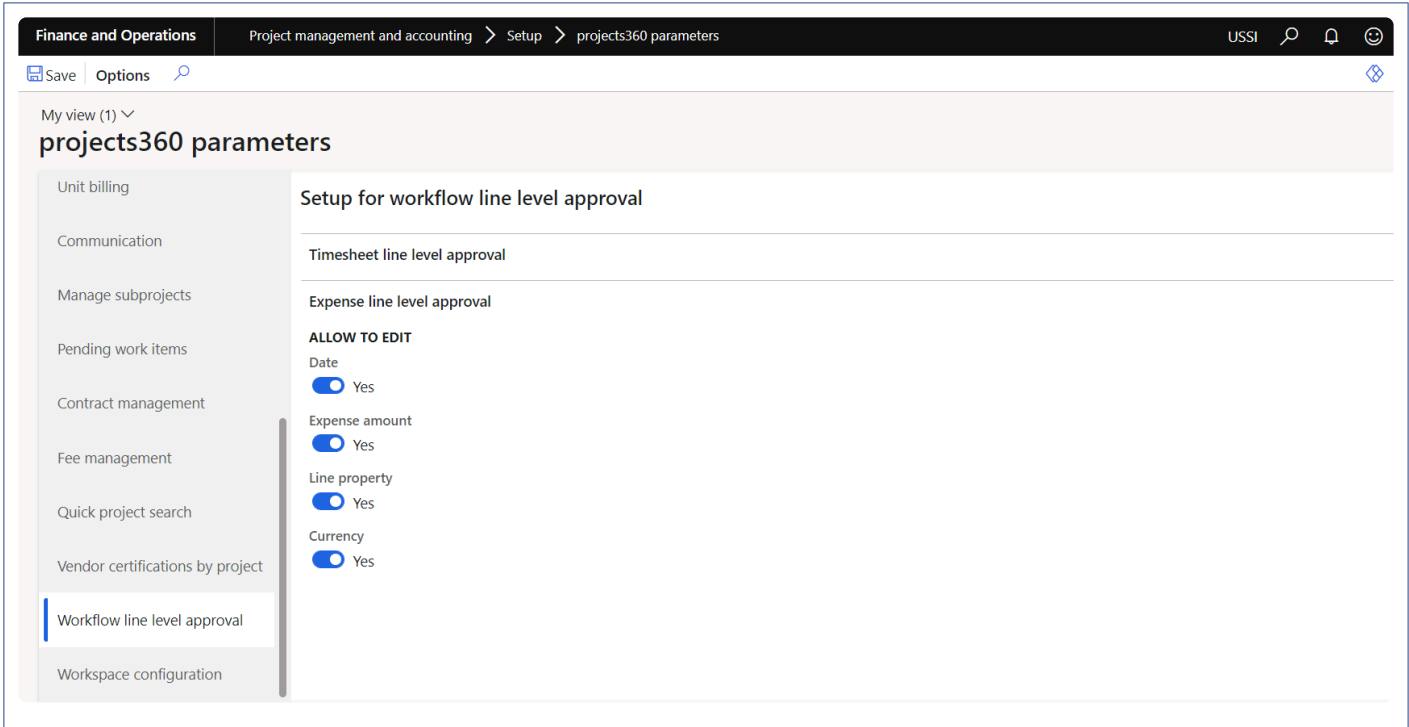 Finance and Operations
Project management and accounting > Setup > projects360 parameters
USSI
Save
Options
My view (1)
projects360 parameters
Unit billing
Communication
Manage subprojects
Pending work items
Contract management
Fee management
Quick project search
Vendor certifications by project
Workflow line level approval
Workspace configuration
Setup for workflow line level approval
Timesheet line level approval
Expense line level approval
ALLOW TO EDIT
Date
Yes
Expense amount
Yes
Line property
Yes
Currency
Yes